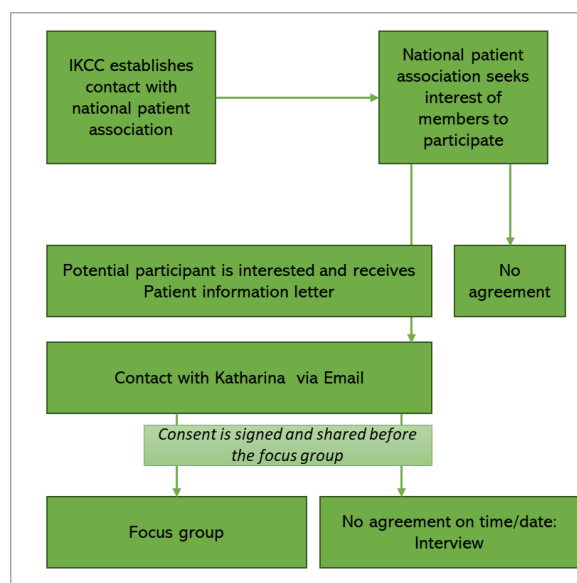 IKCC establishes
contact with
national patient
association
National patient
association seeks
interest of
members to
participate
Potential participant is interested and receives
Patient information letter
No
agreement
Contact with Katharina via Email
Consent is signed and shared before
the focus group
Focus group
No agreement on time/date:
Interview